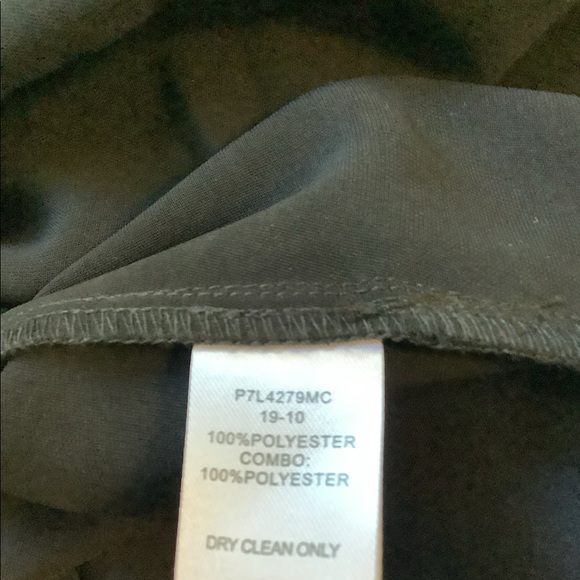 P7L4279MC
19-10
100%POLYESTER
COMBO:
100%POLYESTER
DRY CLEAN ONLY